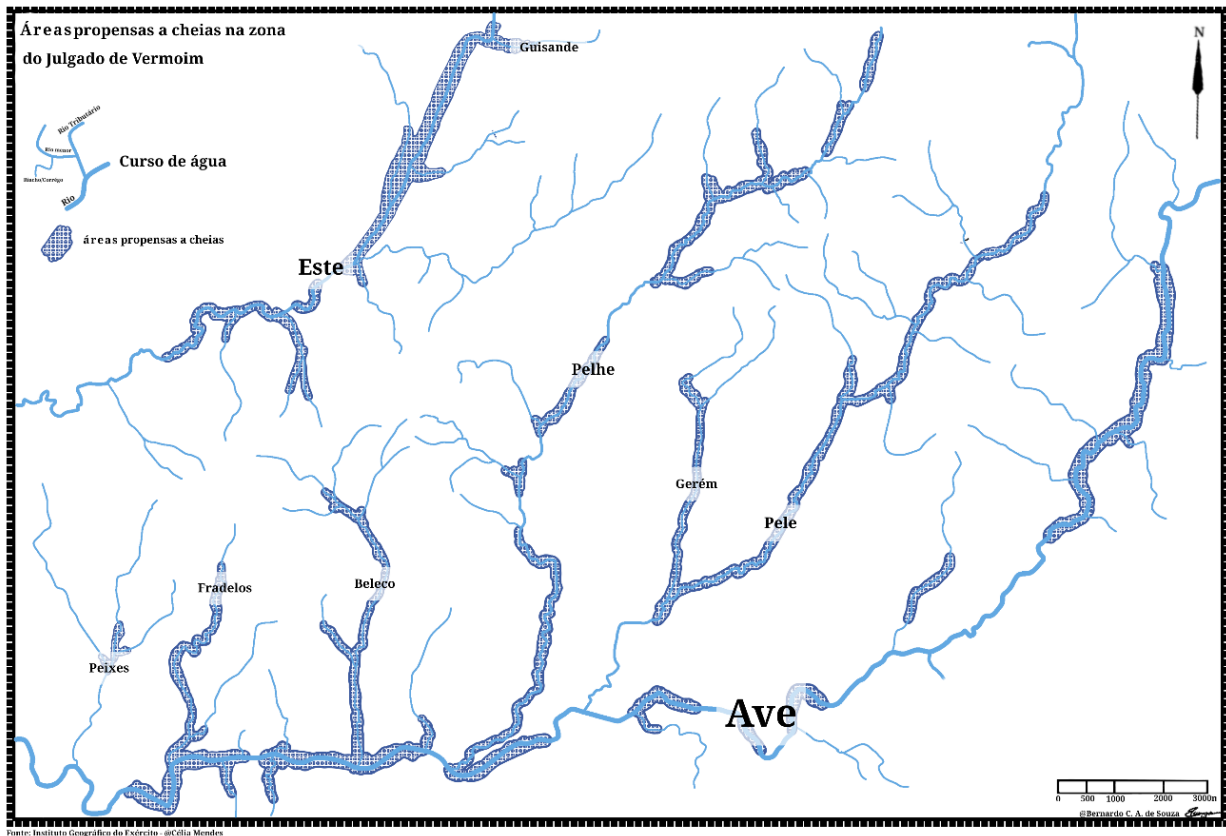 Áreas propensas a cheias na zona
do Julgado de Vermoim
N
Guisande
Rio Tributário
Rio menor
Riacho/Corrégo
Rio
Curso de água
áreas propensas a cheias
Este
Pelhe
Gerém
Pele
Fradelos
Beleco
Peixes
Ave
0 500 1000 2000 3000m
@Bernardo C. A. de Souza
Fonte: Instituto Geográfico do Exército - @Célia Mendes